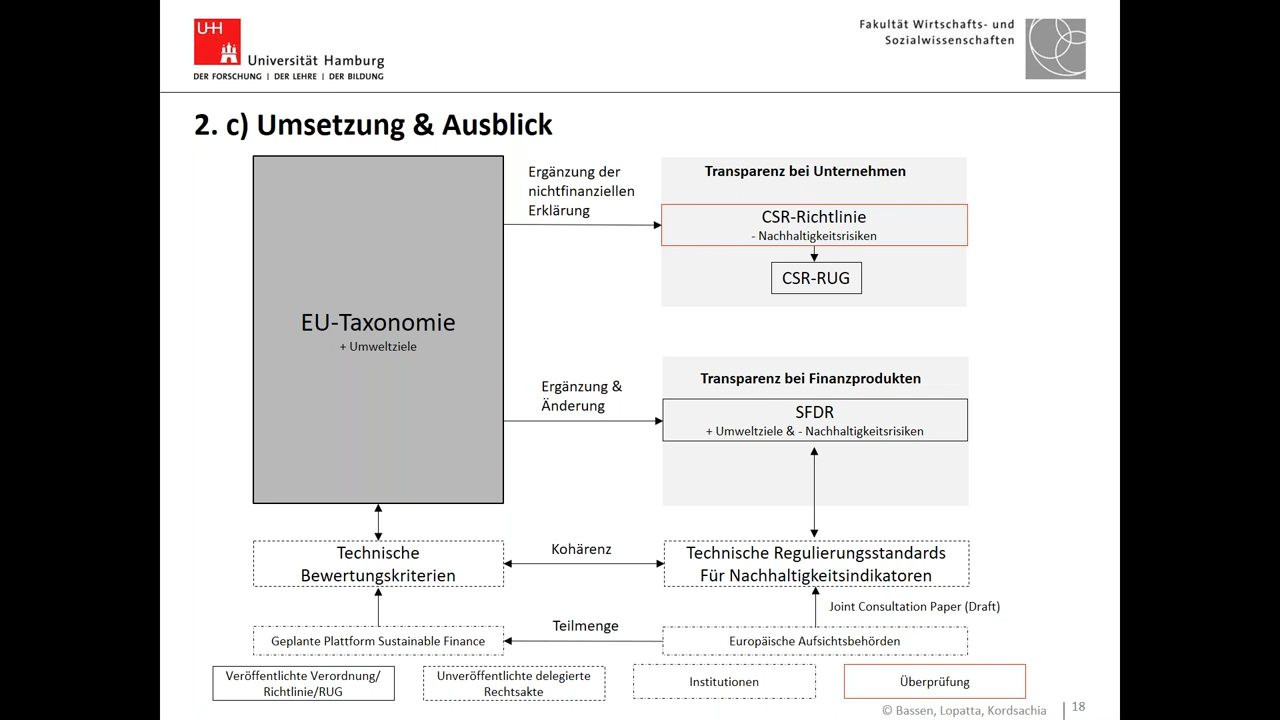 UHH
Universität Hamburg
DER FORSCHUNG | DER LEHRE | DER BILDUNG
Fakultät Wirtschafts- und
Sozialwissenschaften
2. c) Umsetzung & Ausblick
EU-Taxonomie
+ Umweltziele
Ergänzung der
nichtfinanziellen
Erklärung
Transparenz bei Unternehmen
CSR-Richtlinie
- Nachhaltigkeitsrisiken
CSR-RUG
Ergänzung &
Änderung
Transparenz bei Finanzprodukten
SFDR
+ Umweltziele & - Nachhaltigkeitsrisiken
Technische
Bewertungskriterien
Kohärenz
Technische Regulierungsstandards
Für Nachhaltigkeitsindikatoren
Joint Consultation Paper (Draft)
Geplante Plattform Sustainable Finance
Teilmenge
Europäische Aufsichtsbehörden
Veröffentlichte Verordnung/
Richtlinie/RUG
Unveröffentlichte delegierte
Rechtsakte
Institutionen
Überprüfung
© Bassen, Lopatta, Kordsachia
18